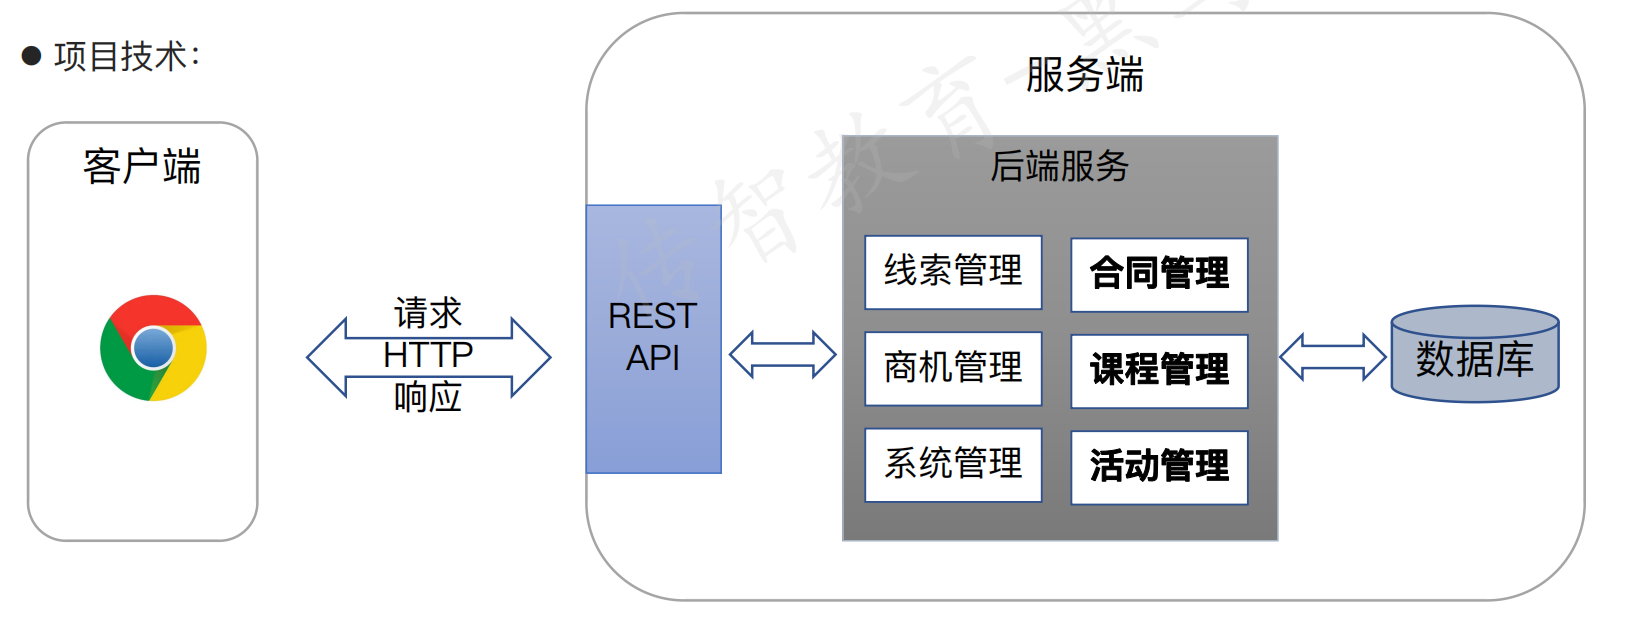 ● 项目技术：
客户端
请求
HTTP
响应
服务端
REST
API
后端服务
线索管理
合同管理
商机管理
课程管理
系统管理
活动管理
数据库
传智教育-黑马